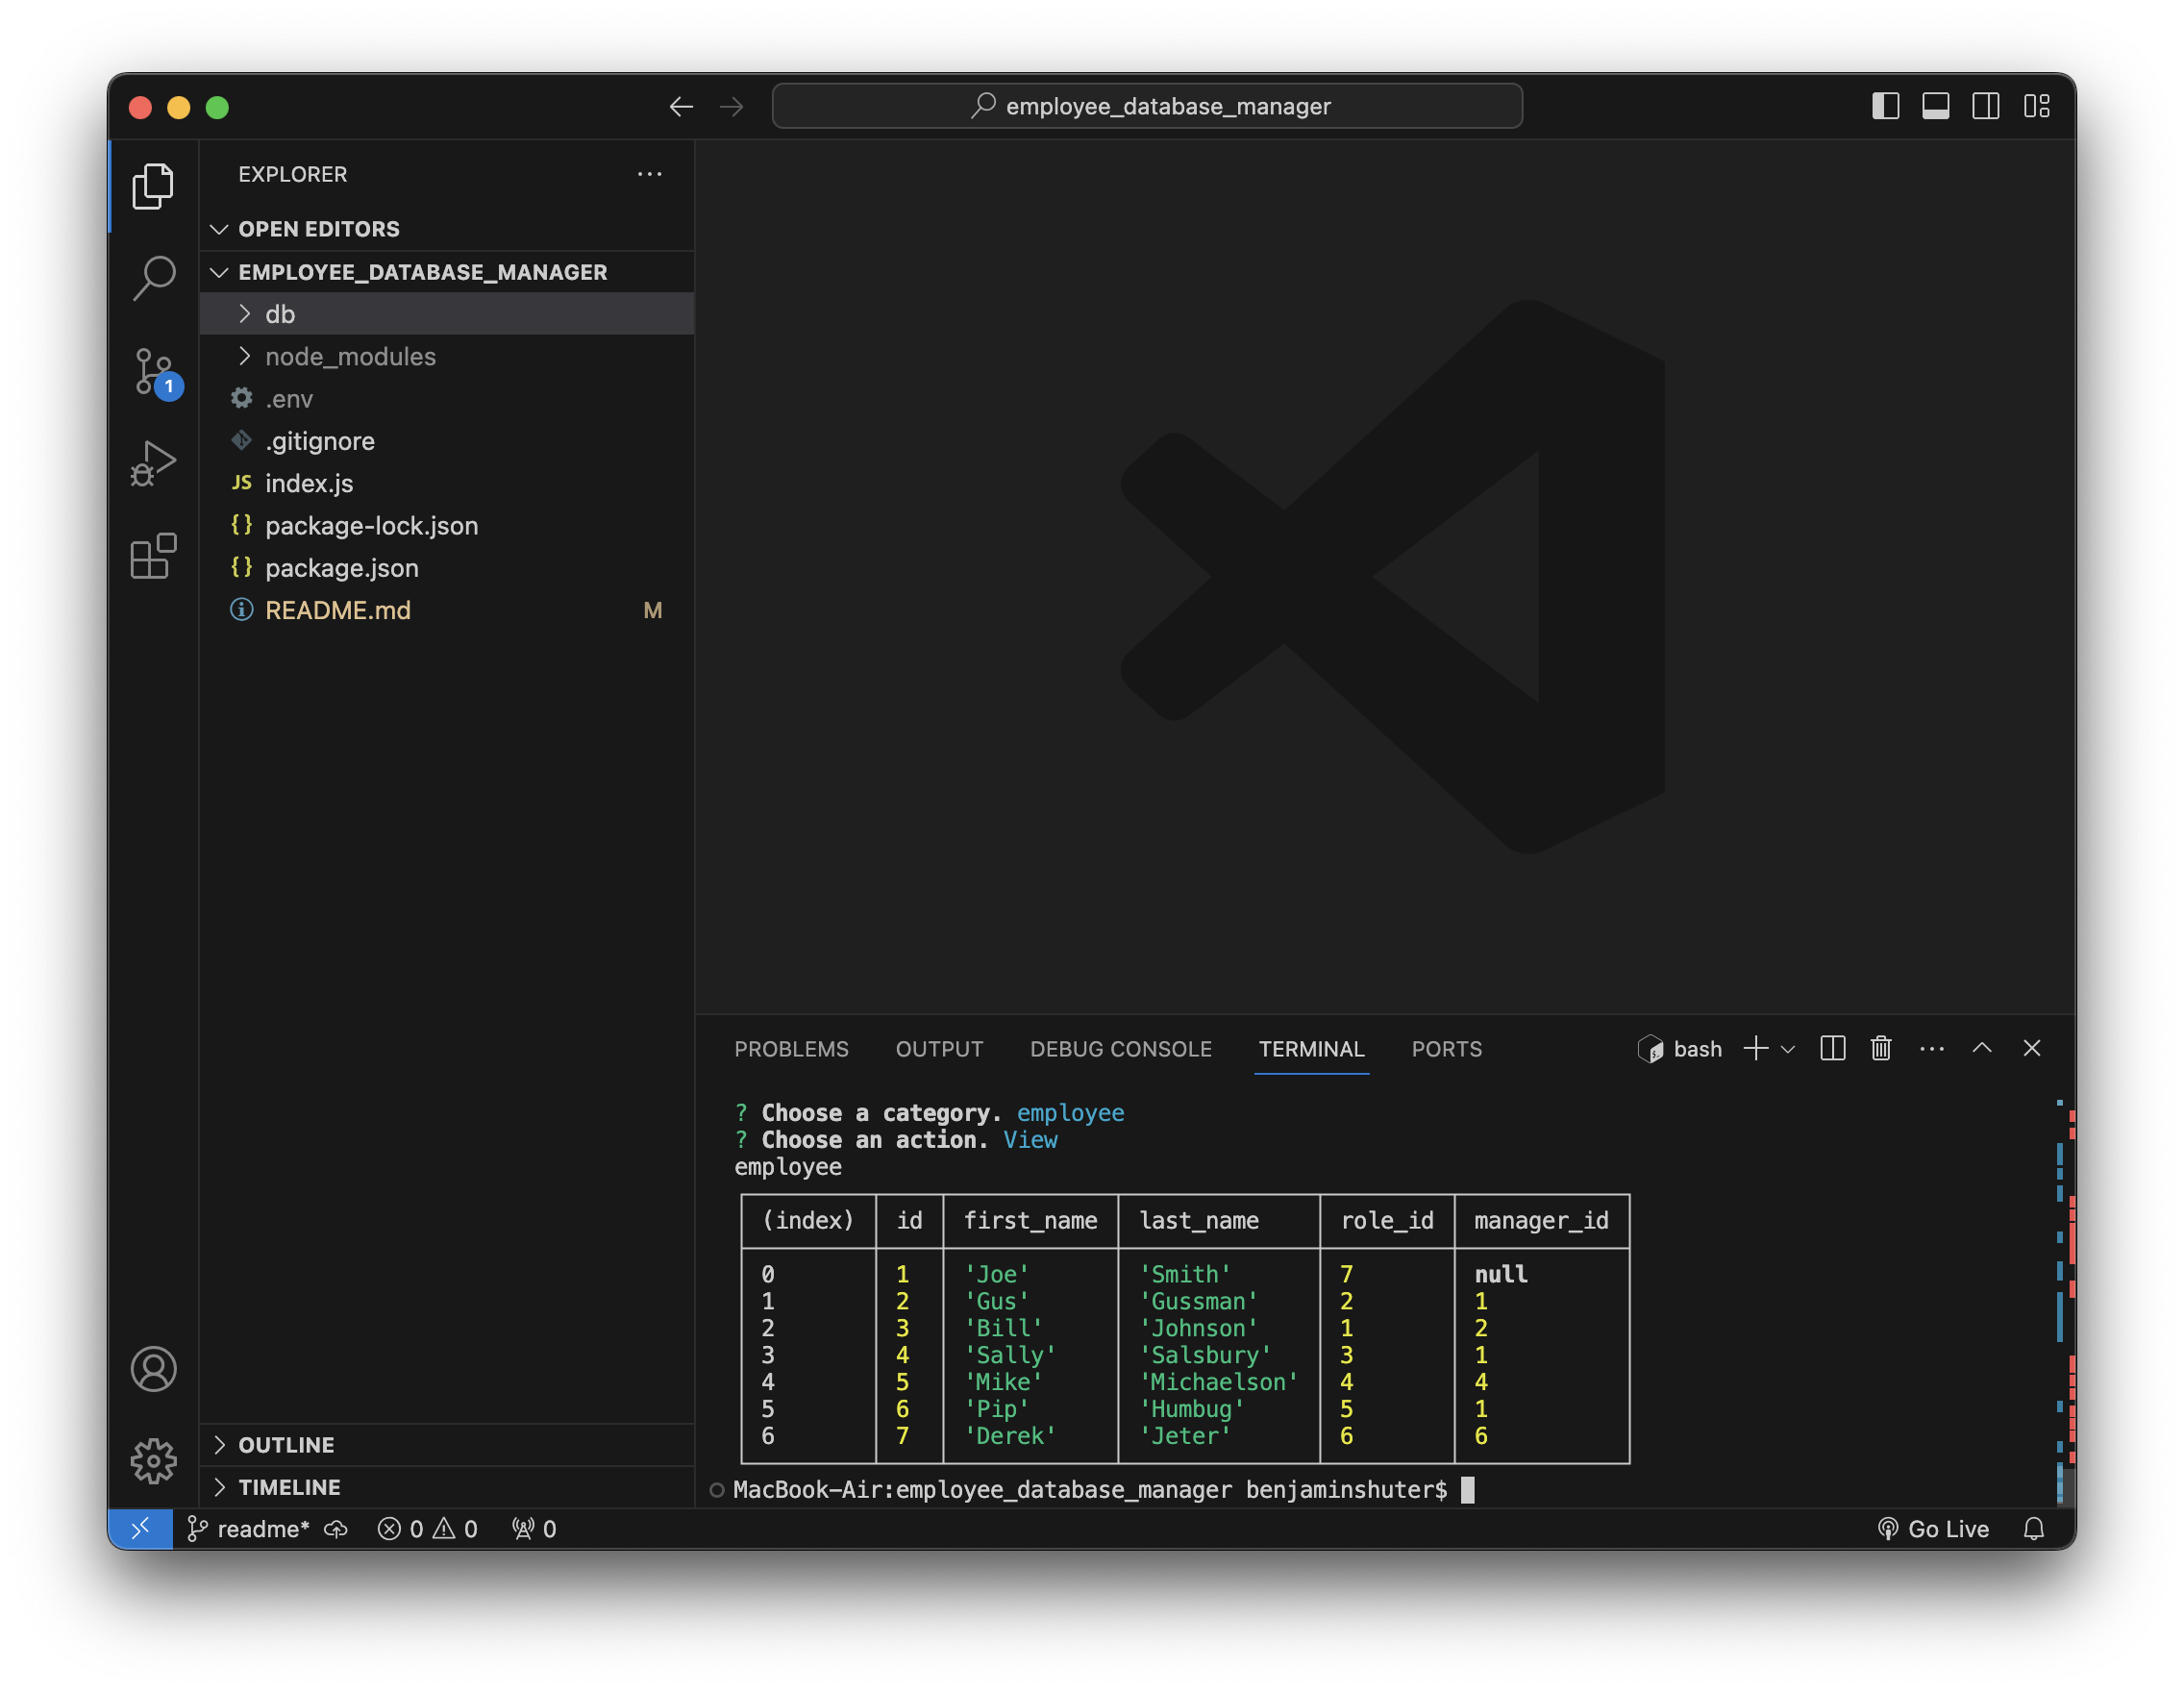 employee_database_manager
EXPLORER
OPEN EDITORS
EMPLOYEE_DATABASE_MANAGER
db
node_modules
.env
.gitignore
JS index.js
{} package-lock.json
{} package.json
README.md M
1
OUTLINE
TIMELINE
PROBLEMS OUTPUT DEBUG CONSOLE TERMINAL PORTS bash
? Choose a category. employee
? Choose an action. View
employee
(index) id first_name last_name role_id manager_id
0 1 'Joe' 'Smith' 7 null
1 2 'Gus' 'Gussman' 2 1
2 3 'Bill' 'Johnson' 1 2
3 4 'Sally' 'Salsbury' 3 1
4 5 'Mike' 'Michaelson' 4 4
5 6 'Pip' 'Humbug' 5 1
6 7 'Derek' 'Jeter' 6 6
MacBook-Air:employee_database_manager benjaminshuter$
readme* 0 0 0 Go Live